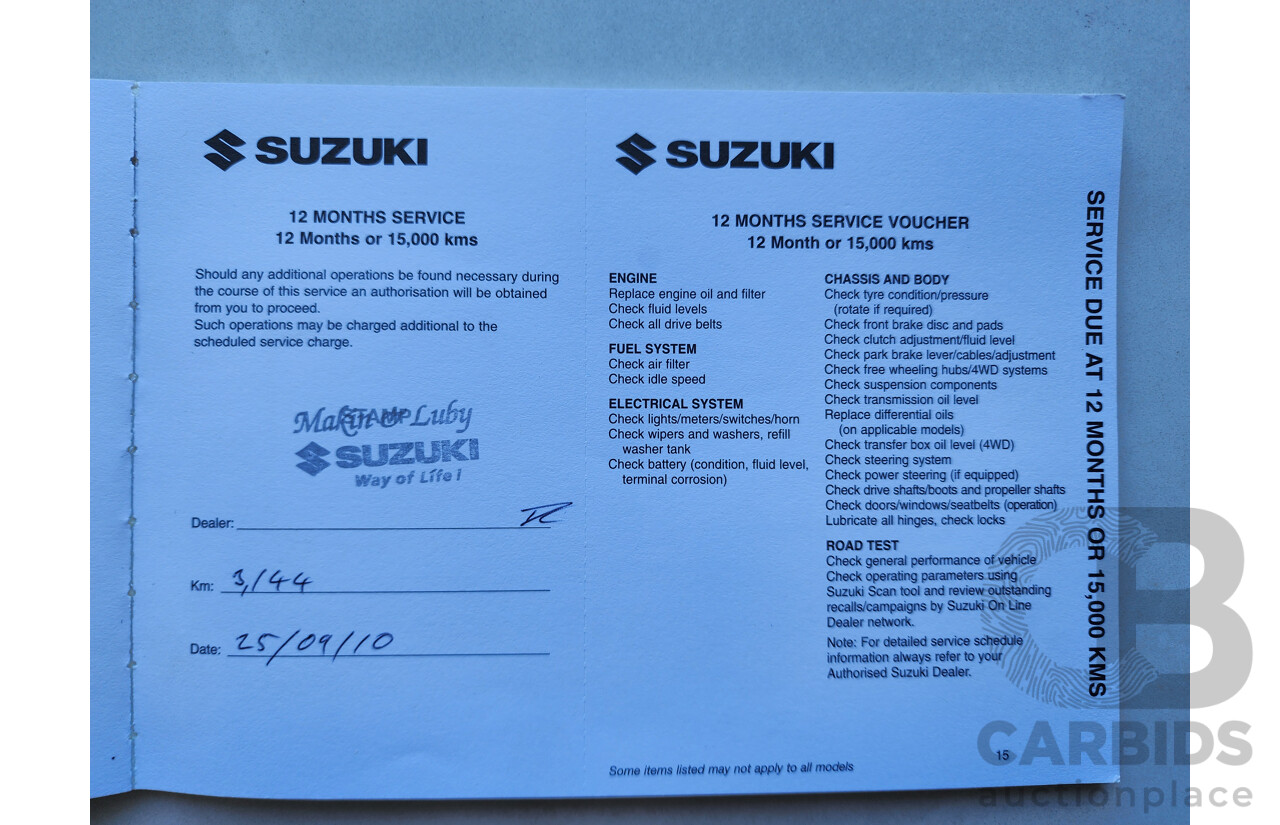 SUZUKI
12 MONTHS SERVICE
12 Months or 15,000 kms
Should any additional operations be found necessary during
the course of this service an authorisation will be obtained
from you to proceed.
Such operations may be charged additional to the
scheduled service charge.
STAMP
Makin & Luby
SUZUKI
Way of Life!
Dealer:
Km: 3,144
Date: 25/09/10
SUZUKI
12 MONTHS SERVICE VOUCHER
12 Month or 15,000 kms
ENGINE
Replace engine oil and filter
Check fluid levels
Check all drive belts
FUEL SYSTEM
Check air filter
Check idle speed
ELECTRICAL SYSTEM
Check lights/meters/switches/horn
Check wipers and washers, refill
washer tank
Check battery (condition, fluid level,
terminal corrosion)
CHASSIS AND BODY
Check tyre condition/pressure
(rotate if required)
Check front brake disc and pads
Check clutch adjustment/fluid level
Check park brake lever/cables/adjustment
Check free wheeling hubs/4WD systems
Check suspension components
Check transmission oil level
Replace differential oils
(on applicable models)
Check transfer box oil level (4WD)
Check steering system
Check power steering (if equipped)
Check drive shafts/boots and propeller shafts
Check doors/windows/seatbelts (operation)
Lubricate all hinges, check locks
ROAD TEST
Check general performance of vehicle
Check operating parameters using
Suzuki Scan tool and review outstanding
recalls/campaigns by Suzuki On Line
Dealer network.
Note: For detailed service schedule
information always refer to your
Authorised Suzuki Dealer.
Some items listed may not apply to all models
15
SERVICE DUE AT 12 MONTHS OR 15,000 KMS
CB
CARBIDS
auctionplace